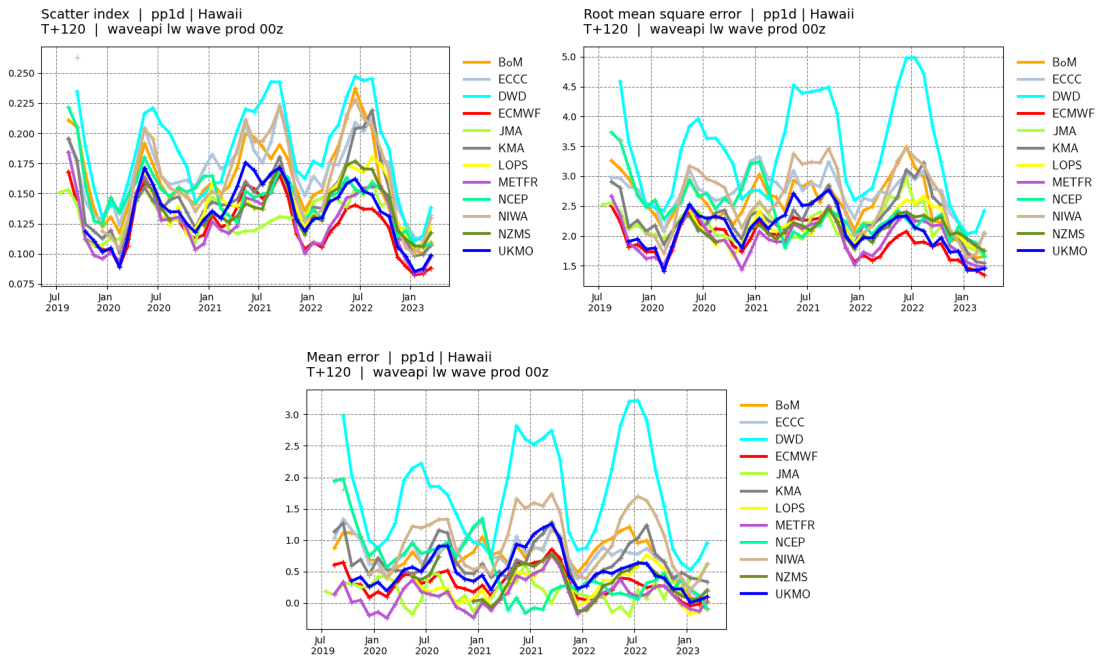 Scatter index | pp1d | Hawaii
T+120 | waveapi lw wave prod 00z
0.250
0.225
0.200
0.175
0.150
0.125
0.100
0.075
Jul Jan Jul Jan Jul Jan Jul Jan
2019 2020 2020 2021 2021 2022 2022 2023
BoM
ECCC
DWD
ECMWF
JMA
KMA
LOPS
METFR
NCEP
NIWA
NZMS
UKMO
Root mean square error | pp1d | Hawaii
T+120 | waveapi lw wave prod 00z
5.0
4.5
4.0
3.5
3.0
2.5
2.0
1.5
Jul Jan Jul Jan Jul Jan Jul Jan
2019 2020 2020 2021 2021 2022 2022 2023
BoM
ECCC
DWD
ECMWF
JMA
KMA
LOPS
METFR
NCEP
NIWA
NZMS
UKMO
Mean error | pp1d | Hawaii
T+120 | waveapi lw wave prod 00z
3.0
2.5
2.0
1.5
1.0
0.5
0.0
Jul Jan Jul Jan Jul Jan Jul Jan
2019 2020 2020 2021 2021 2022 2022 2023
BoM
ECCC
DWD
ECMWF
JMA
KMA
LOPS
METFR
NCEP
NIWA
NZMS
UKMO